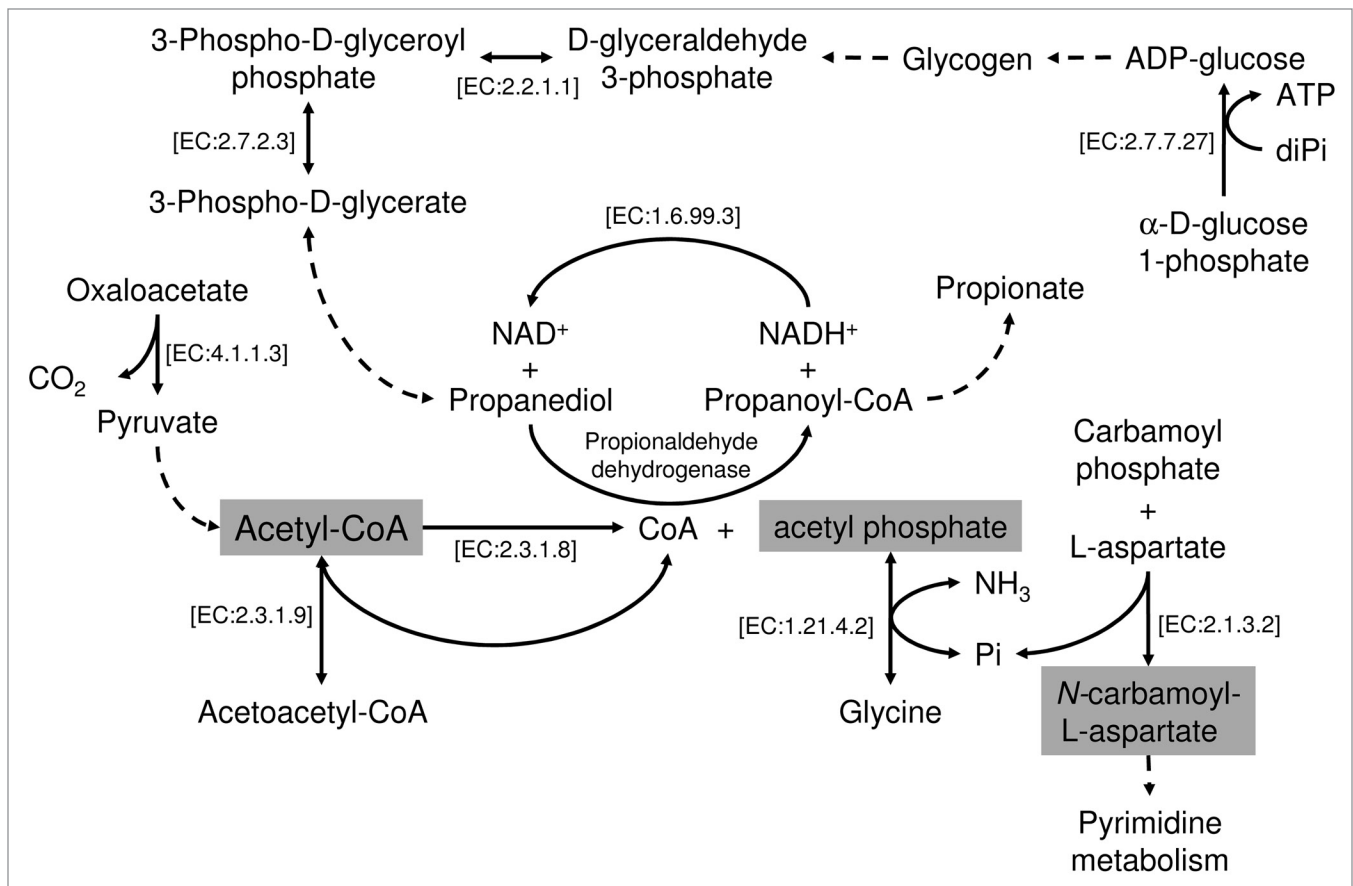 3-Phospho-D-glyceroyl
phosphate
[EC:2.2.1.1]
D-glyceraldehyde
3-phosphate
Glycogen
ADP-glucose
ATP
[EC:2.7.7.27]
diPi
α-D-glucose
1-phosphate
[EC:2.7.2.3]
3-Phospho-D-glycerate
[EC:1.6.99.3]
Oxaloacetate
[EC:4.1.1.3]
CO₂
Pyruvate
NAD⁺
+
Propanediol
NADH⁺
+
Propanoyl-CoA
Propionate
Propionaldehyde
dehydrogenase
Carbamoyl
phosphate
+
L-aspartate
Acetyl-CoA
[EC:2.3.1.8]
CoA +
acetyl phosphate
[EC:2.3.1.9]
Acetoacetyl-CoA
[EC:1.21.4.2]
NH₃
Pi
Glycine
[EC:2.1.3.2]
N-carbamoyl-
L-aspartate
Pyrimidine
metabolism